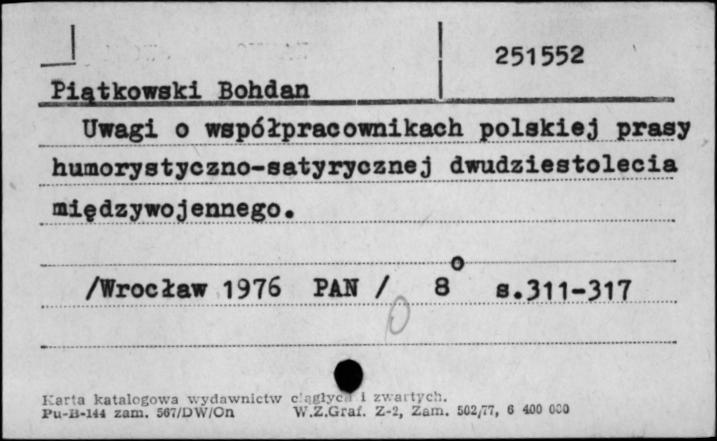 251552
Piątkowski Bohdan
Uwagi o współpracownikach polskiej prasy
humorystyczno-satyrycznej dwudziestolecia
międzywojennego.
/Wrocław 1976 PAN / 8° s.311-317
0
Karta katalogowa wydawnictw ciągłych i zwartych.
Pu-B-144 zam. 567/DW/On W.Z.Graf. Z-2, Zam. 502/77, 6 400 000